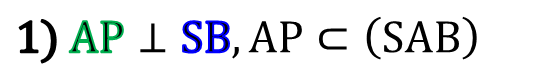 1) AP ⊥ SB, AP ⊂ (SAB)